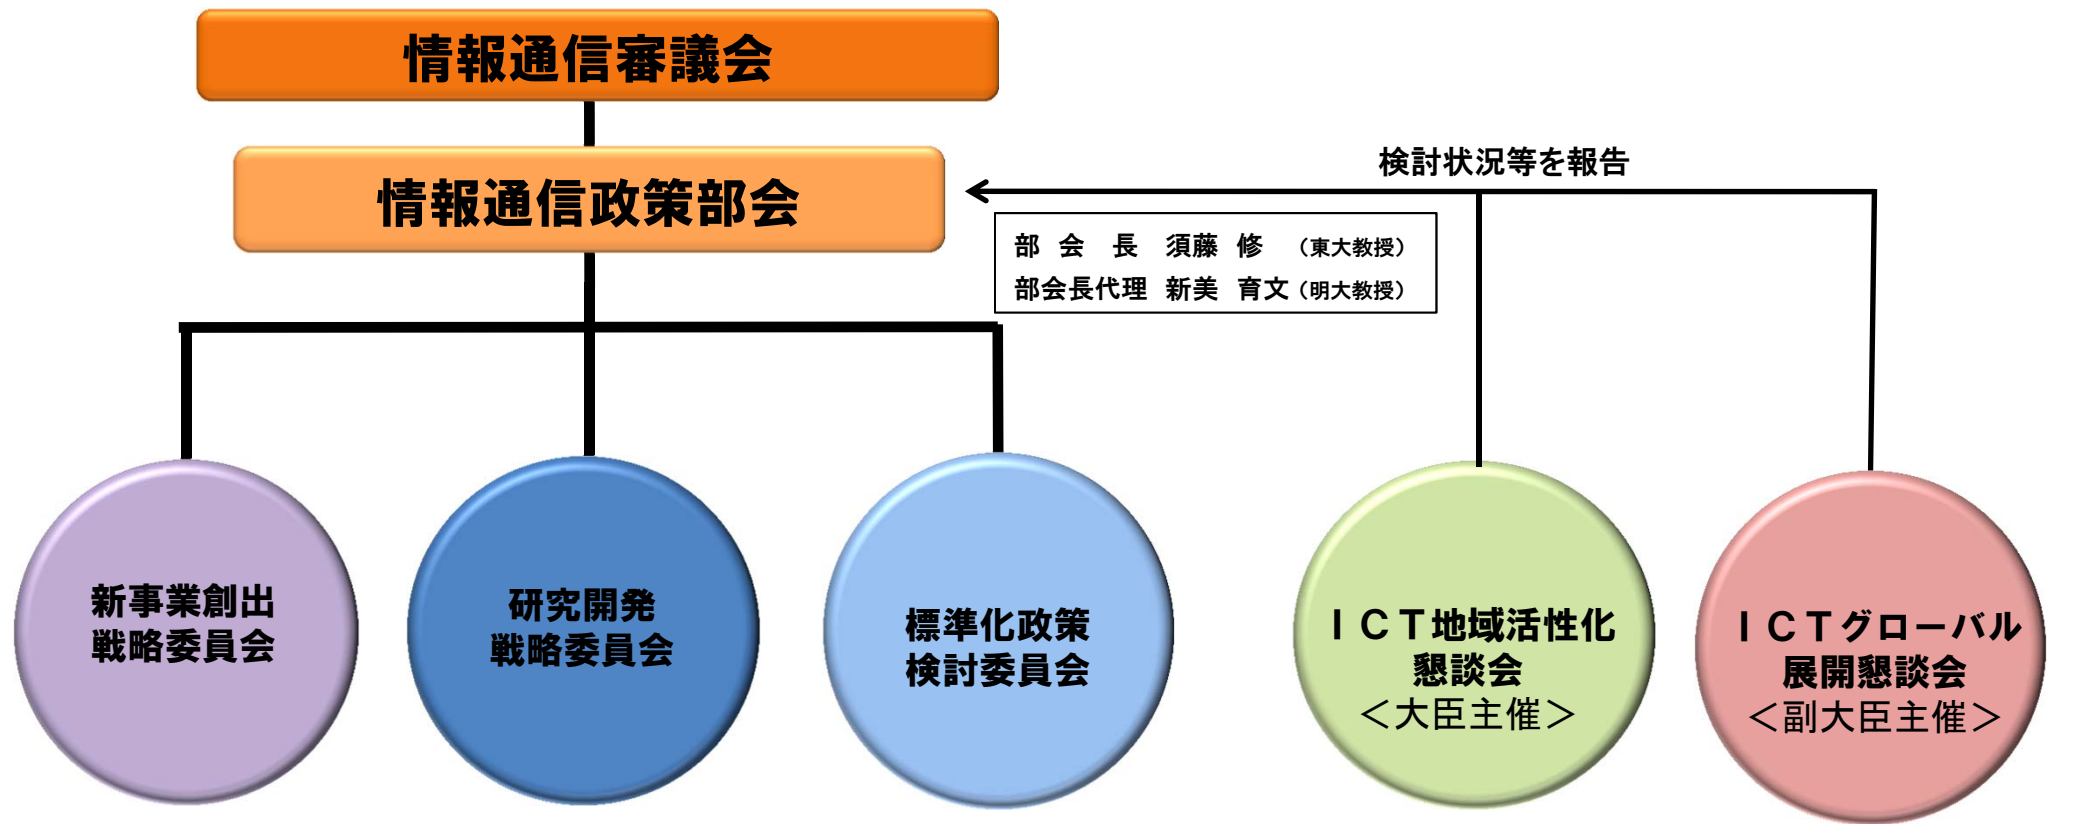 情報通信審議会
情報通信政策部会
検討状況等を報告
部 会 長 須藤 修 （東大教授）
部会長代理 新美 育文（明大教授）
新事業創出
戦略委員会
研究開発
戦略委員会
標準化政策
検討委員会
ＩＣＴ地域活性化
懇談会
＜大臣主催＞
ＩＣＴグローバル
展開懇談会
＜副大臣主催＞